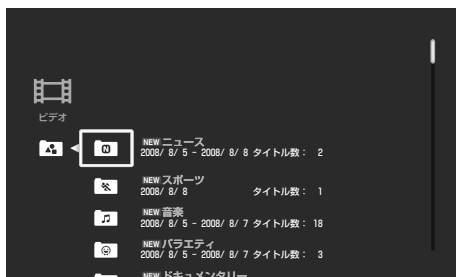 ビデオ
NEW ニュース
2008/ 8/ 5 - 2008/ 8/ 8 タイトル数： 2
NEW スポーツ
2008/ 8/ 8 タイトル数： 1
NEW 音楽
2008/ 8/ 5 - 2008/ 8/ 7 タイトル数： 18
NEW バラエティ
2008/ 8/ 5 - 2008/ 8/ 7 タイトル数： 3
NEW ドキュメンタリー